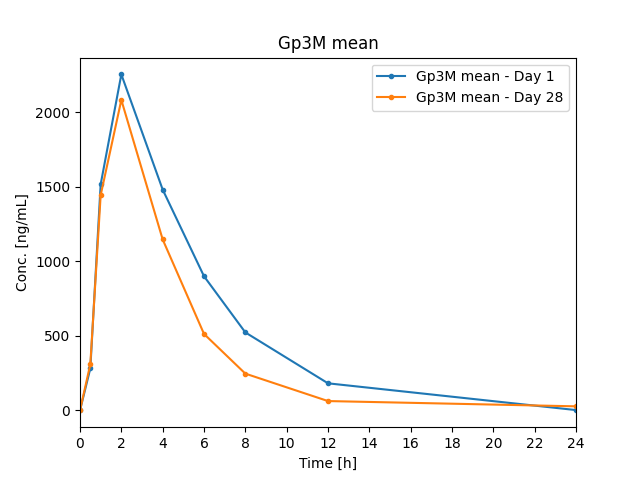 Gp3M mean
Gp3M mean - Day 1
Gp3M mean - Day 28
Conc. [ng/mL]
2000
1500
1000
500
0
0 2 4 6 8 10 12 14 16 18 20 22 24
Time [h]